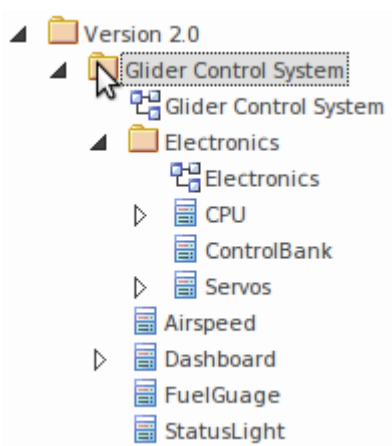 Version 2.0
Glider Control System
Glider Control System
Electronics
Electronics
CPU
ControlBank
Servos
Airspeed
Dashboard
FuelGuage
StatusLight